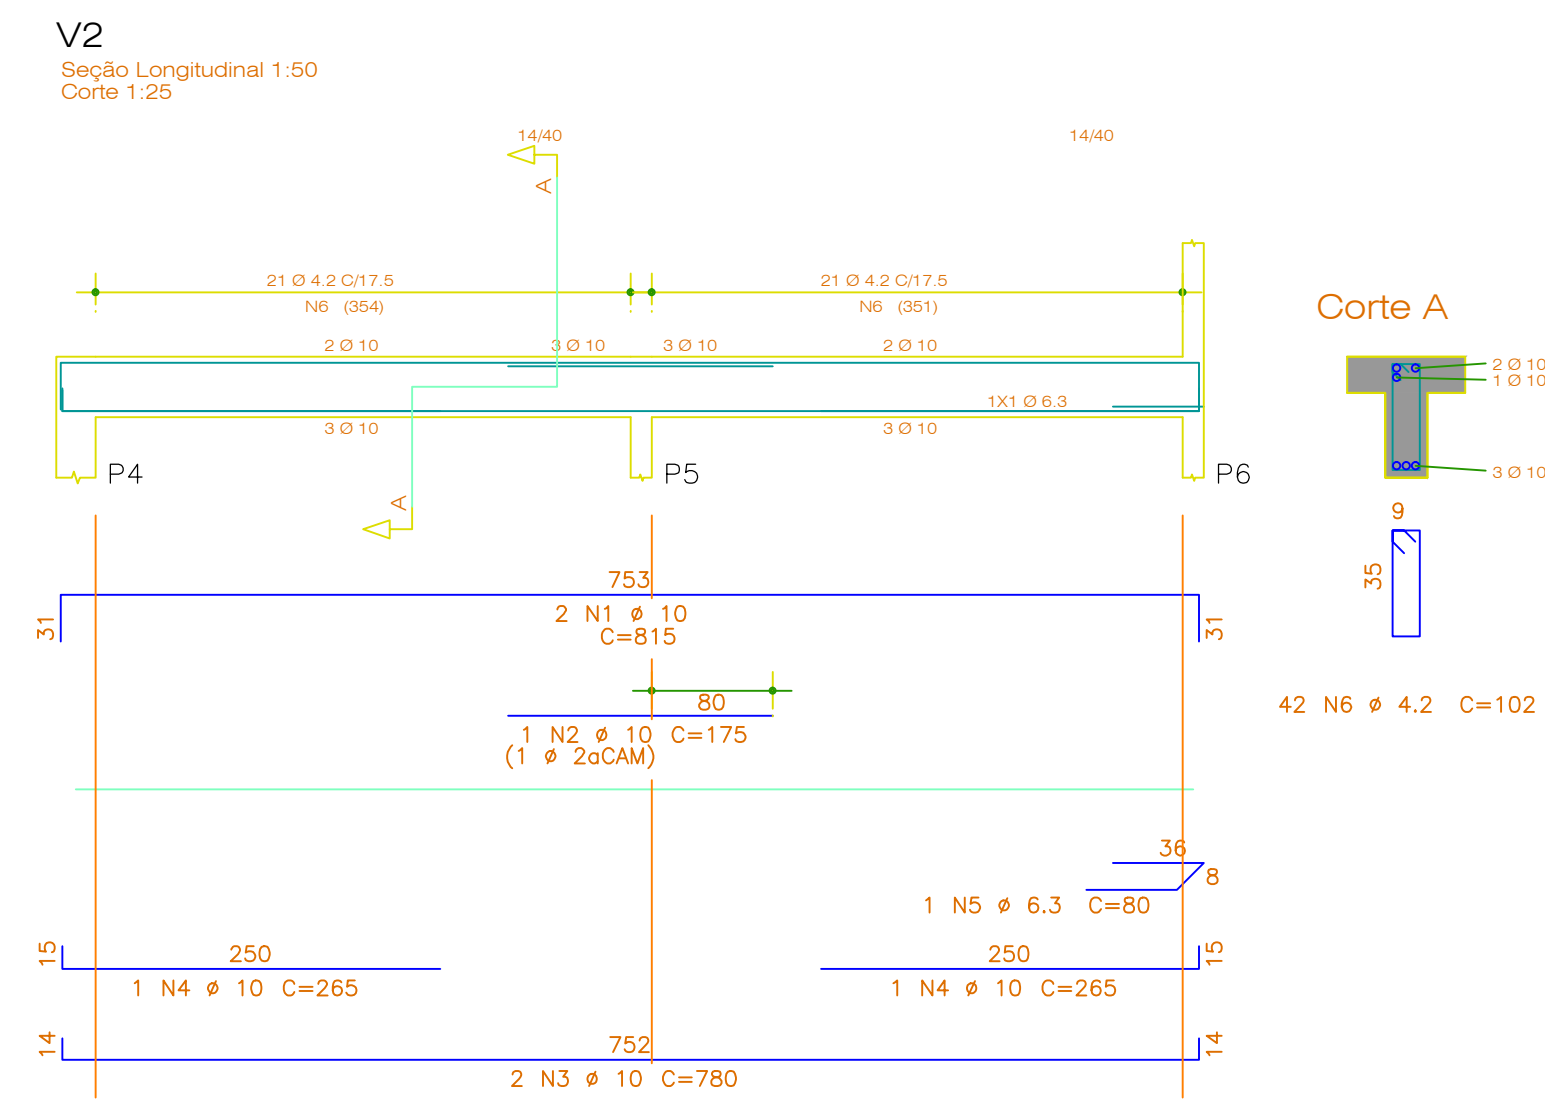 V2
Seção Longitudinal 1:50
Corte 1:25
14/40
14/40
A
21 Ø 4.2 C/17.5
21 Ø 4.2 C/17.5
N6 (354)
N6 (351)
Corte A
2 Ø 10
3 Ø 10
3 Ø 10
2 Ø 10
2 Ø 10
1 Ø 10
1X1 Ø 6.3
3 Ø 10
3 Ø 10
P4
P5
P6
3 Ø 10
A
9
35
753
31
2 N1 ø 10
31
C=815
80
1 N2 ø 10 C=175
(1 ø 2aCAM)
42 N6 ø 4.2 C=102
36
8
1 N5 ø 6.3 C=80
15
250
250
15
1 N4 ø 10 C=265
1 N4 ø 10 C=265
14
752
14
2 N3 ø 10 C=780